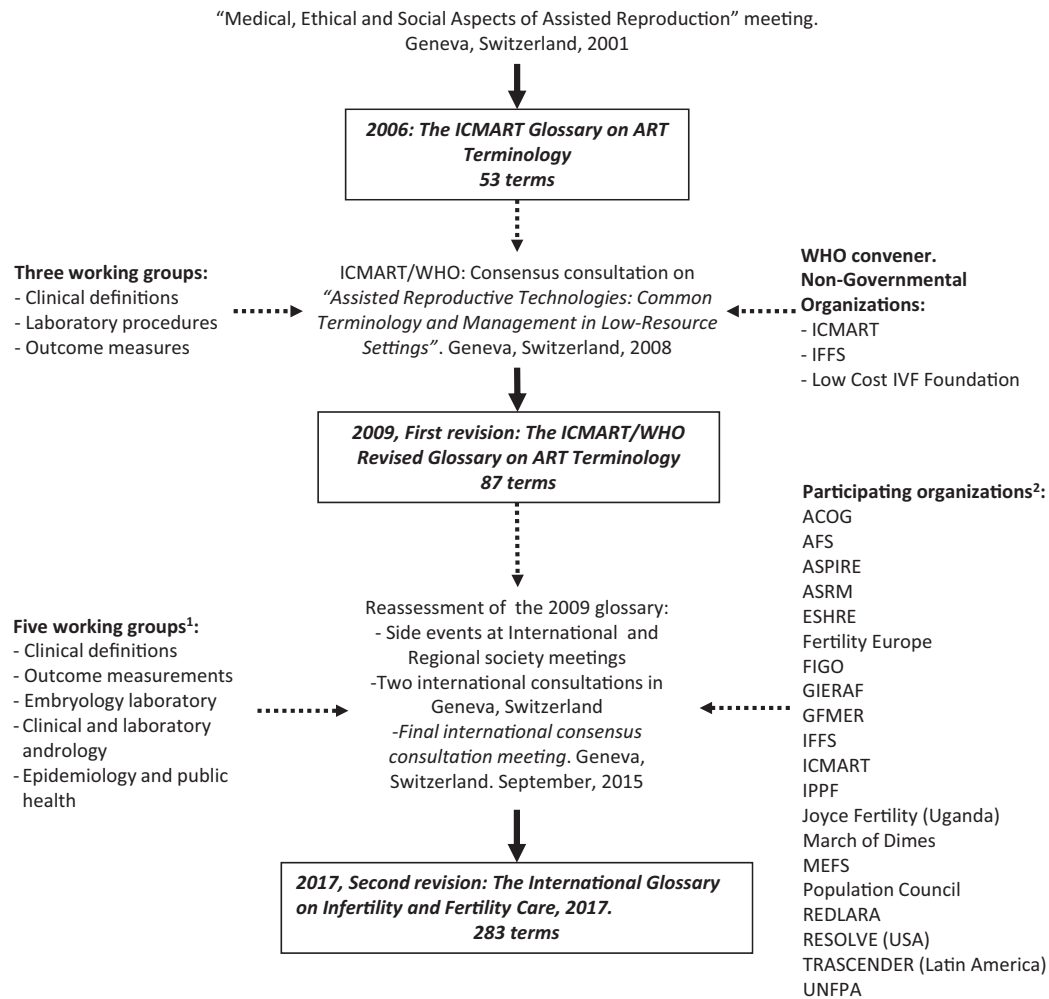 “Medical, Ethical and Social Aspects of Assisted Reproduction” meeting.
Geneva, Switzerland, 2001
2006: The ICMART Glossary on ART
Terminology
53 terms
Three working groups:
- Clinical definitions
- Laboratory procedures
- Outcome measures
ICMART/WHO: Consensus consultation on
“Assisted Reproductive Technologies: Common
Terminology and Management in Low-Resource
Settings”. Geneva, Switzerland, 2008
WHO convener.
Non-Governmental
Organizations:
- ICMART
- IFFS
- Low Cost IVF Foundation
2009, First revision: The ICMART/WHO
Revised Glossary on ART Terminology
87 terms
Five working groups¹:
- Clinical definitions
- Outcome measurements
- Embryology laboratory
- Clinical and laboratory
andrology
- Epidemiology and public
health
Reassessment of the 2009 glossary:
- Side events at International and
Regional society meetings
-Two international consultations in
Geneva, Switzerland
-Final international consensus
consultation meeting. Geneva,
Switzerland. September, 2015
Participating organizations²:
ACOG
AFS
ASPIRE
ASRM
ESHRE
Fertility Europe
FIGO
GIERAF
GFMER
IFFS
ICMART
IPPF
Joyce Fertility (Uganda)
March of Dimes
MEFS
Population Council
REDLARA
RESOLVE (USA)
TRASCENDER (Latin America)
UNFPA
2017, Second revision: The International Glossary
on Infertility and Fertility Care, 2017.
283 terms